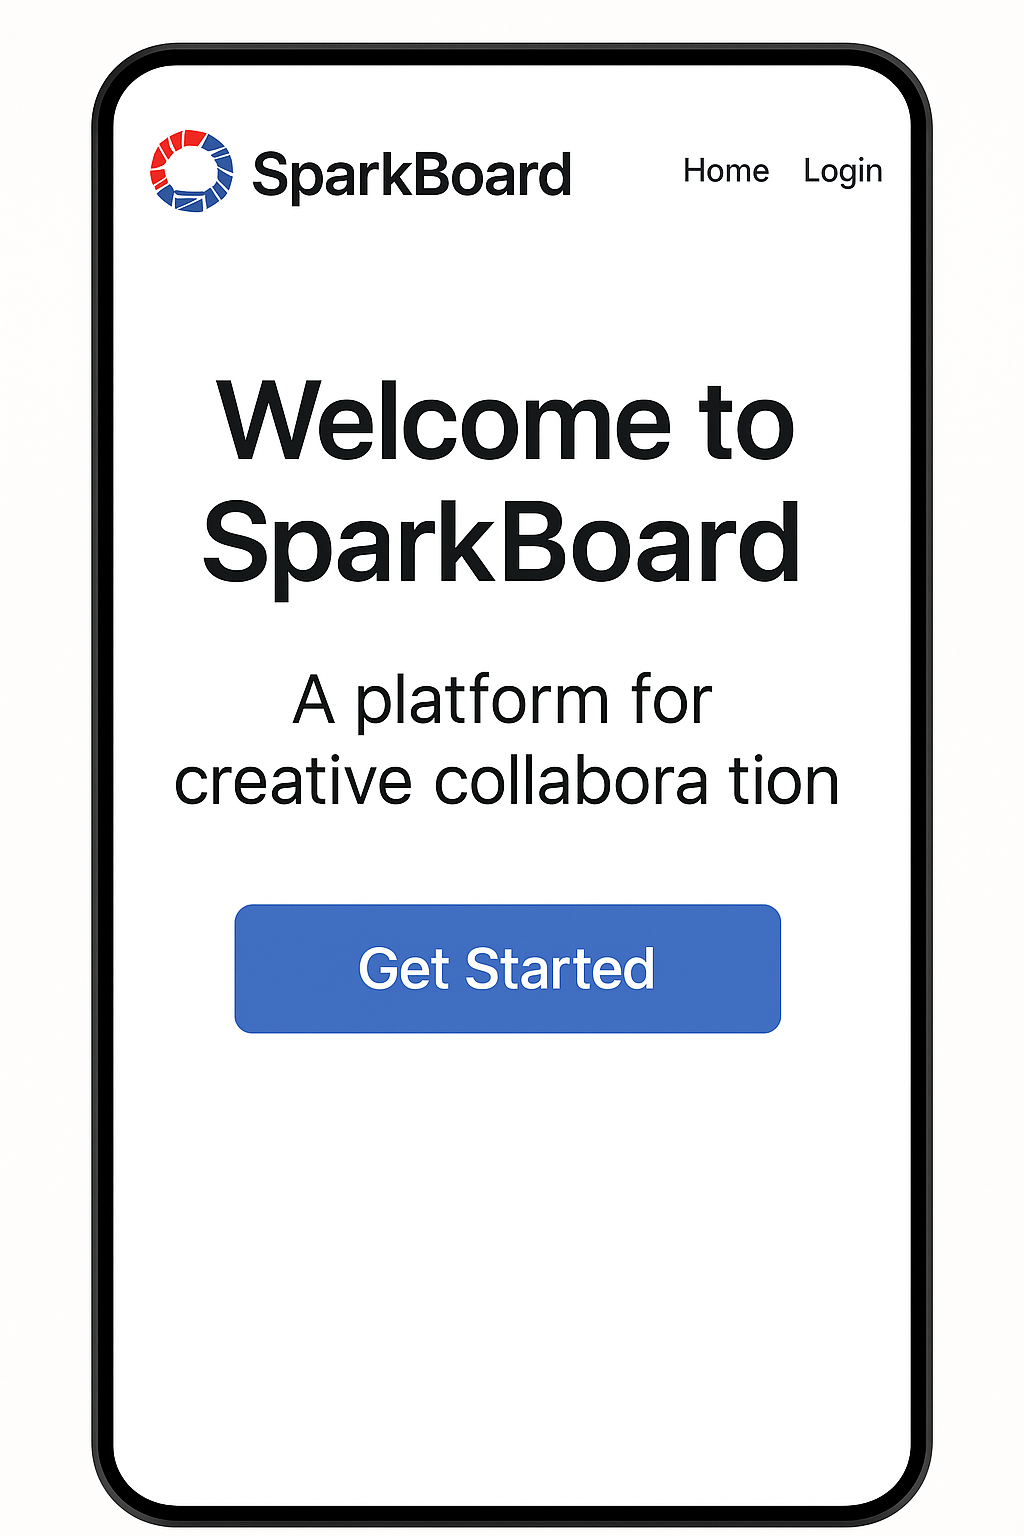 SparkBoard
Home Login
Welcome to
SparkBoard
A platform for
creative collabora tion
Get Started